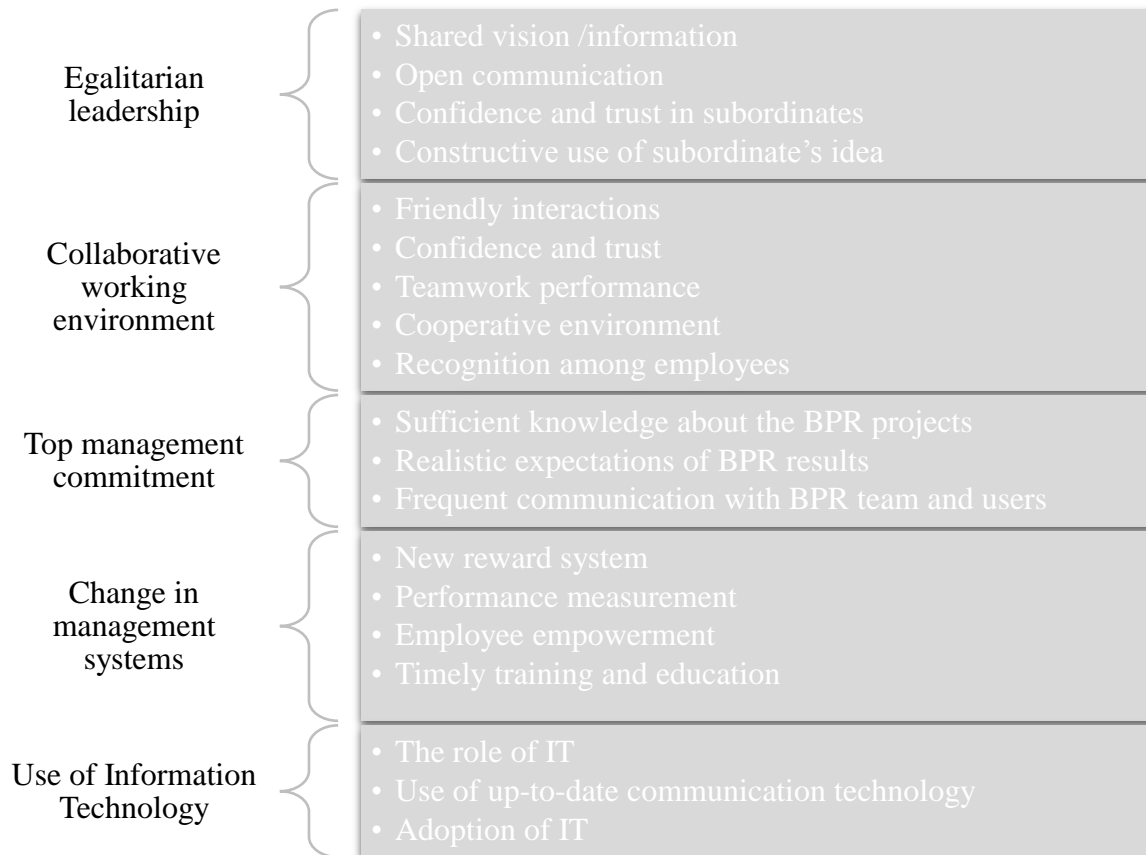 Egalitarian
leadership
• Shared vision /information
• Open communication
• Confidence and trust in subordinates
• Constructive use of subordinate’s idea
Collaborative
working
environment
• Friendly interactions
• Confidence and trust
• Teamwork performance
• Cooperative environment
• Recognition among employees
Top management
commitment
• Sufficient knowledge about the BPR projects
• Realistic expectations of BPR results
• Frequent communication with BPR team and users
Change in
management
systems
• New reward system
• Performance measurement
• Employee empowerment
• Timely training and education
Use of Information
Technology
• The role of IT
• Use of up-to-date communication technology
• Adoption of IT